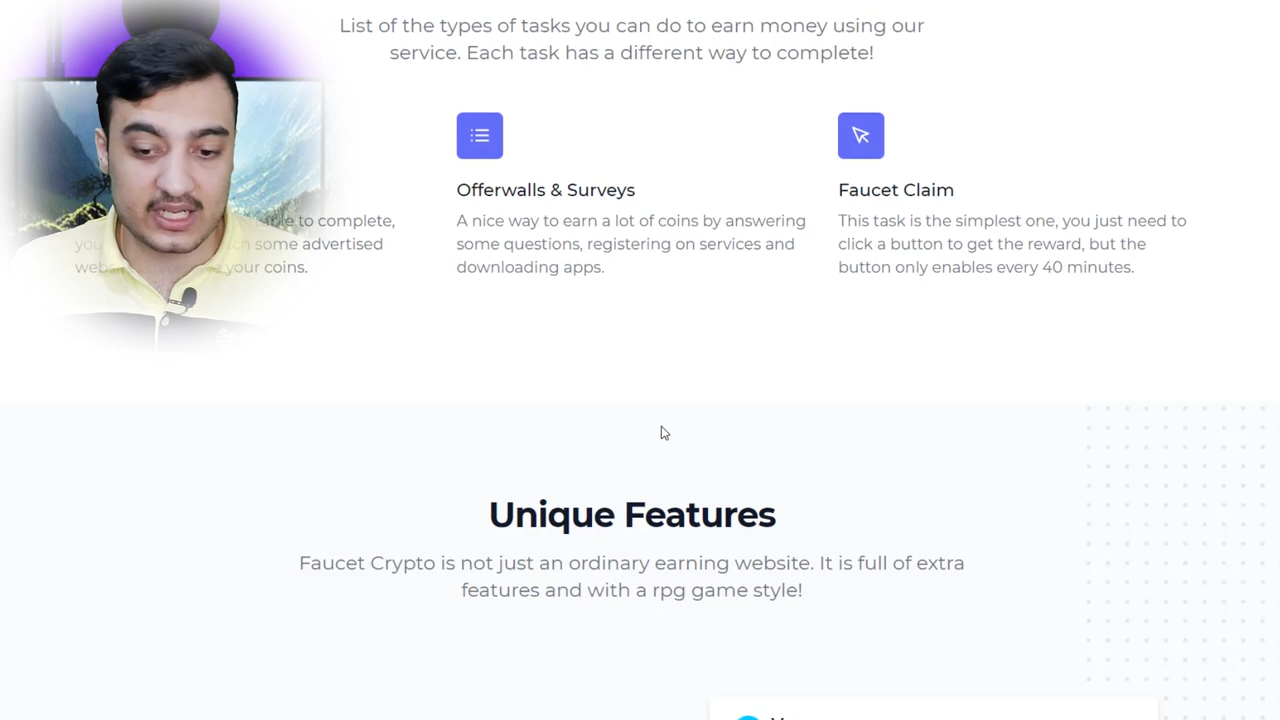 List of the types of tasks you can do to earn money using our
service. Each task has a different way to complete!
Offerwalls & Surveys
Faucet Claim
to complete,
some advertised
your coins.
A nice way to earn a lot of coins by answering
some questions, registering on services and
downloading apps.
This task is the simplest one, you just need to
click a button to get the reward, but the
button only enables every 40 minutes.
Unique Features
Faucet Crypto is not just an ordinary earning website. It is full of extra
features and with a rpg game style!